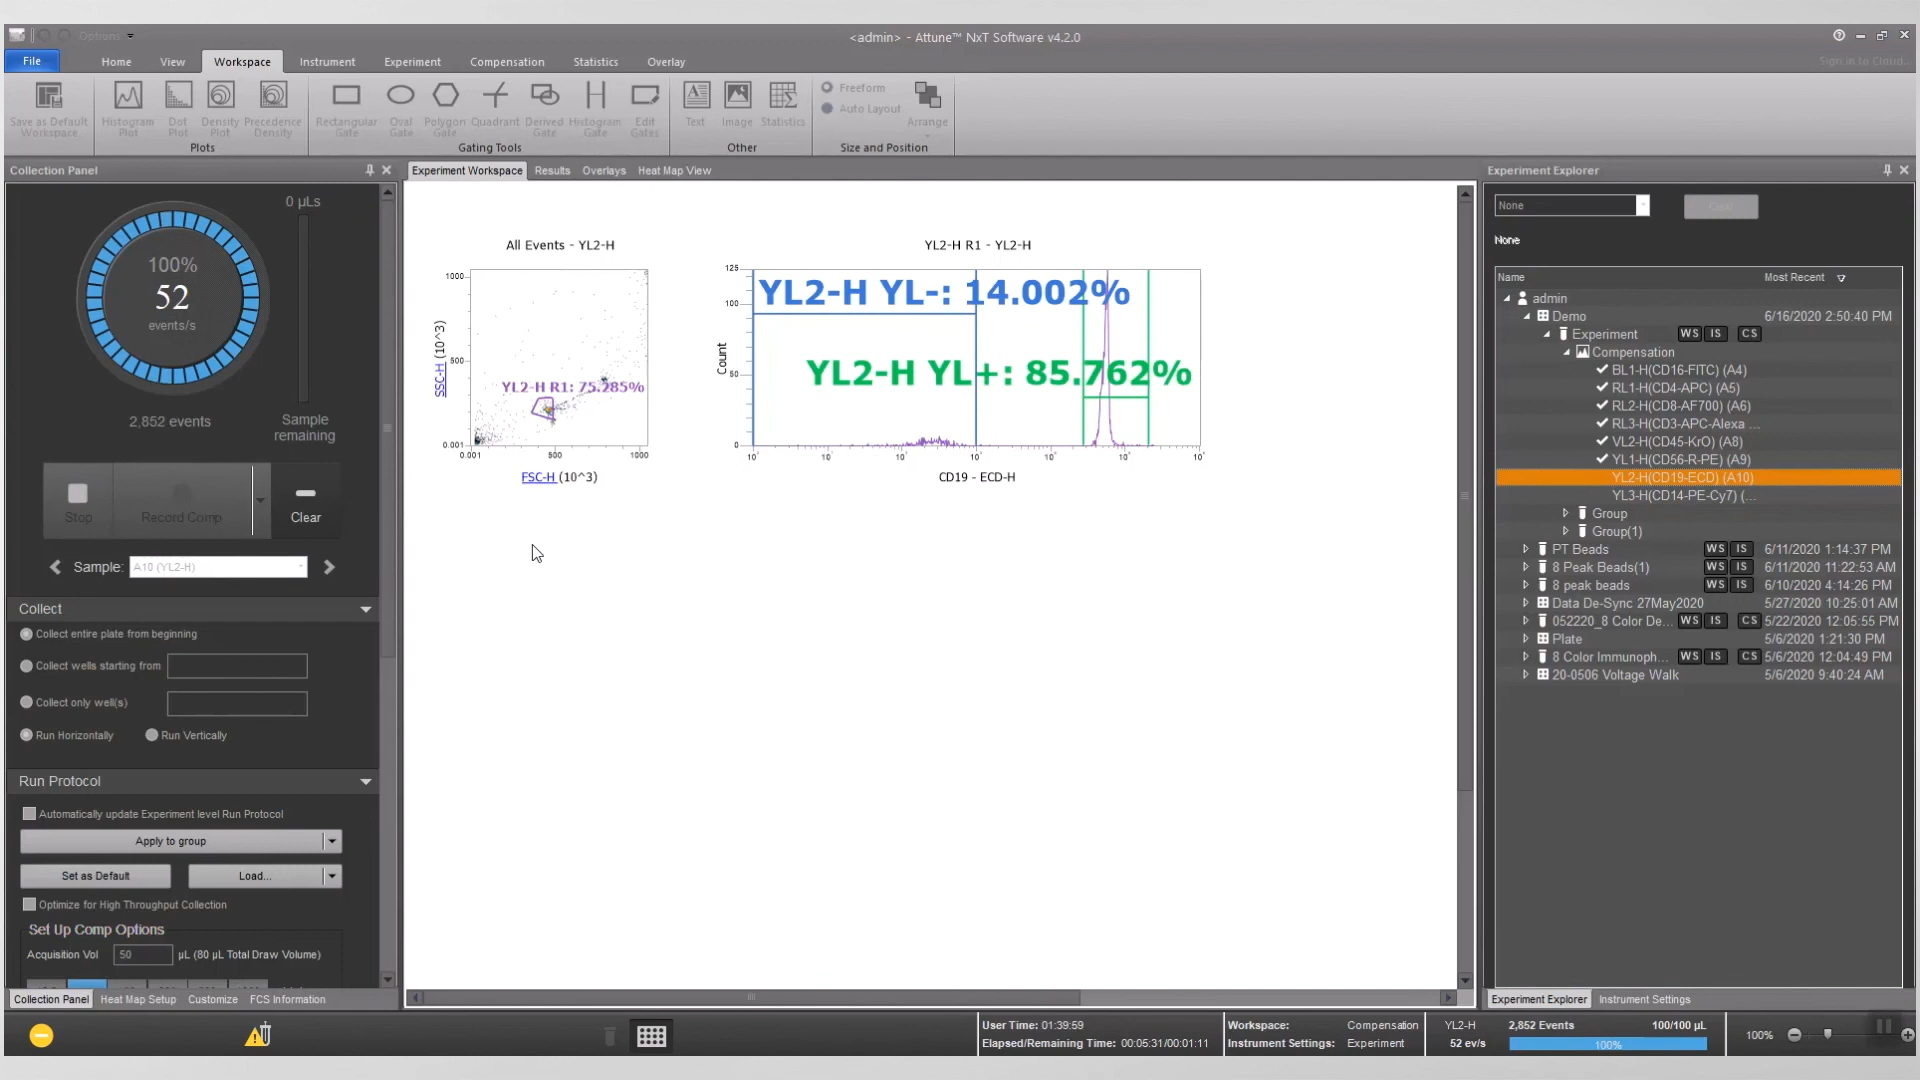 Options
<admin> - Attune™ NxT Software v4.2.0
File
Home
View
Workspace
Instrument
Experiment
Compensation
Statistics
Overlay
Sign in to Cloud...
Save as Default Workspace
Histogram Plot
Dot Plot
Density Plot
Precedence Density
Rectangular Gate
Oval Gate
Polygon Gate
Quadrant
Derived Gate
Histogram Gate
Edit Gates
Text
Image
Statistics
Freeform
Auto Layout
Arrange
Plots
Gating Tools
Other
Size and Position
Collection Panel
0 µLs
100%
52
events/s
2,852 events
Sample remaining
Stop
Record Comp
Clear
Sample:
A10 (YL2-H)
Collect
Collect entire plate from beginning
Collect wells starting from
Collect only well(s)
Run Horizontally
Run Vertically
Run Protocol
Automatically update Experiment level Run Protocol
Apply to group
Set as Default
Load...
Optimize for High Throughput Collection
Set Up Comp Options
Acquisition Vol
50
µL (80 µL Total Draw Volume)
Collection Panel
Heat Map Setup
Customize
FCS Information
Experiment Workspace
Results
Overlays
Heat Map View
All Events - YL2-H
1000
500
0.001
SSC-H (10^3)
YL2-H R1: 75.285%
0.001
500
1000
FSC-H (10^3)
YL2-H R1 - YL2-H
125
100
50
0
Count
YL2-H YL-: 14.002%
YL2-H YL+: 85.762%
CD19 - ECD-H
Experiment Explorer
None
None
Name
Most Recent
admin
Demo 6/16/2020 2:50:40 PM
Experiment WS IS CS
Compensation
BL1-H(CD16-FITC) (A4)
RL1-H(CD4-APC) (A5)
RL2-H(CD8-AF700) (A6)
RL3-H(CD3-APC-Alexa ...
VL2-H(CD45-KrO) (A8)
YL1-H(CD56-R-PE) (A9)
YL2-H(CD19-ECD) (A10)
YL3-H(CD14-PE-Cy7) (...
Group
Group(1)
PT Beads WS IS 6/11/2020 1:14:37 PM
8 Peak Beads(1) WS IS 6/11/2020 11:22:53 AM
8 peak beads WS IS 6/10/2020 4:14:26 PM
Data De-Sync 27May2020 5/27/2020 10:25:01 AM
052220_8 Color De... WS IS CS 5/22/2020 12:05:55 PM
Plate 5/6/2020 1:21:30 PM
8 Color Immunoph... WS IS CS 5/6/2020 12:04:49 PM
20-0506 Voltage Walk 5/6/2020 9:40:24 AM
Experiment Explorer
Instrument Settings
User Time: 01:39:59
Elapsed/Remaining Time: 00:05:31/00:01:11
Workspace: Compensation
Instrument Settings: Experiment
YL2-H
52 ev/s
2,852 Events
100/100 µL
100%
100%